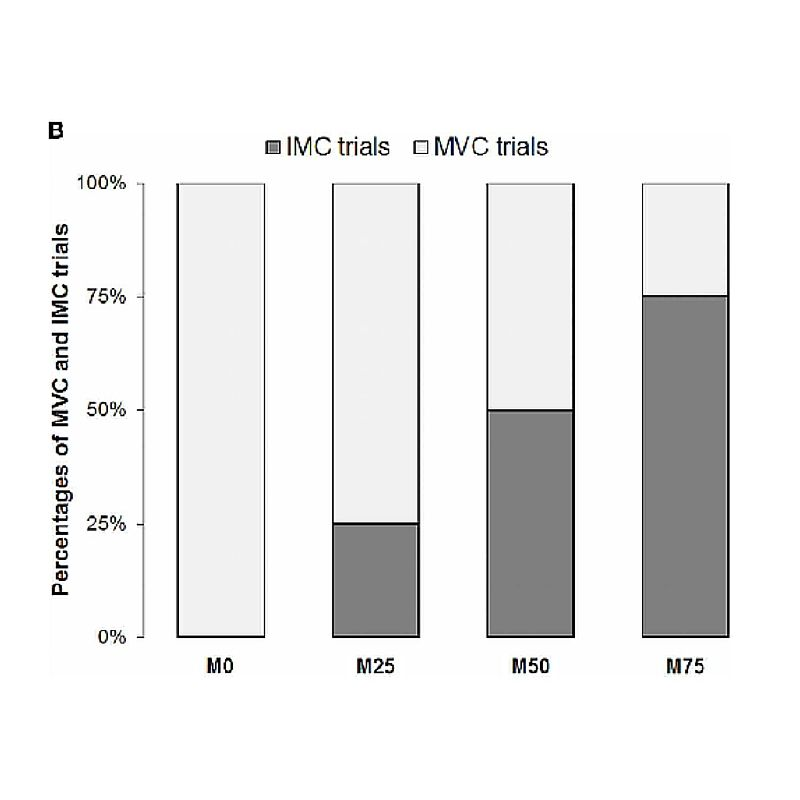 B
IMC trials MVC trials
Percentages of MVC and IMC trials
100%
75%
50%
25%
0%
M0 M25 M50 M75